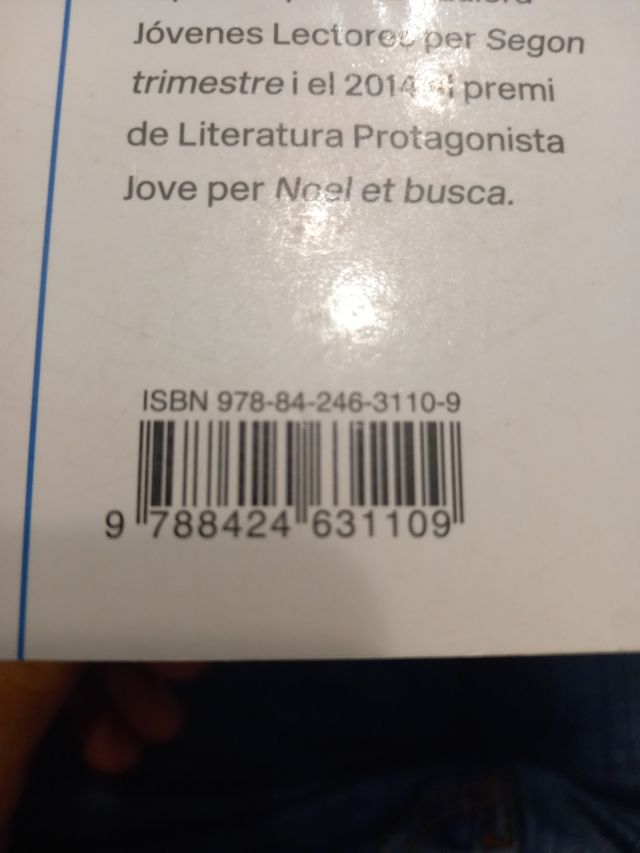 Jóvenes Lectores per Segon
trimestre i el 2014 el premi
de Literatura Protagonista
Jove per Noel et busca.
ISBN 978-84-246-3110-9
9 788424 631109